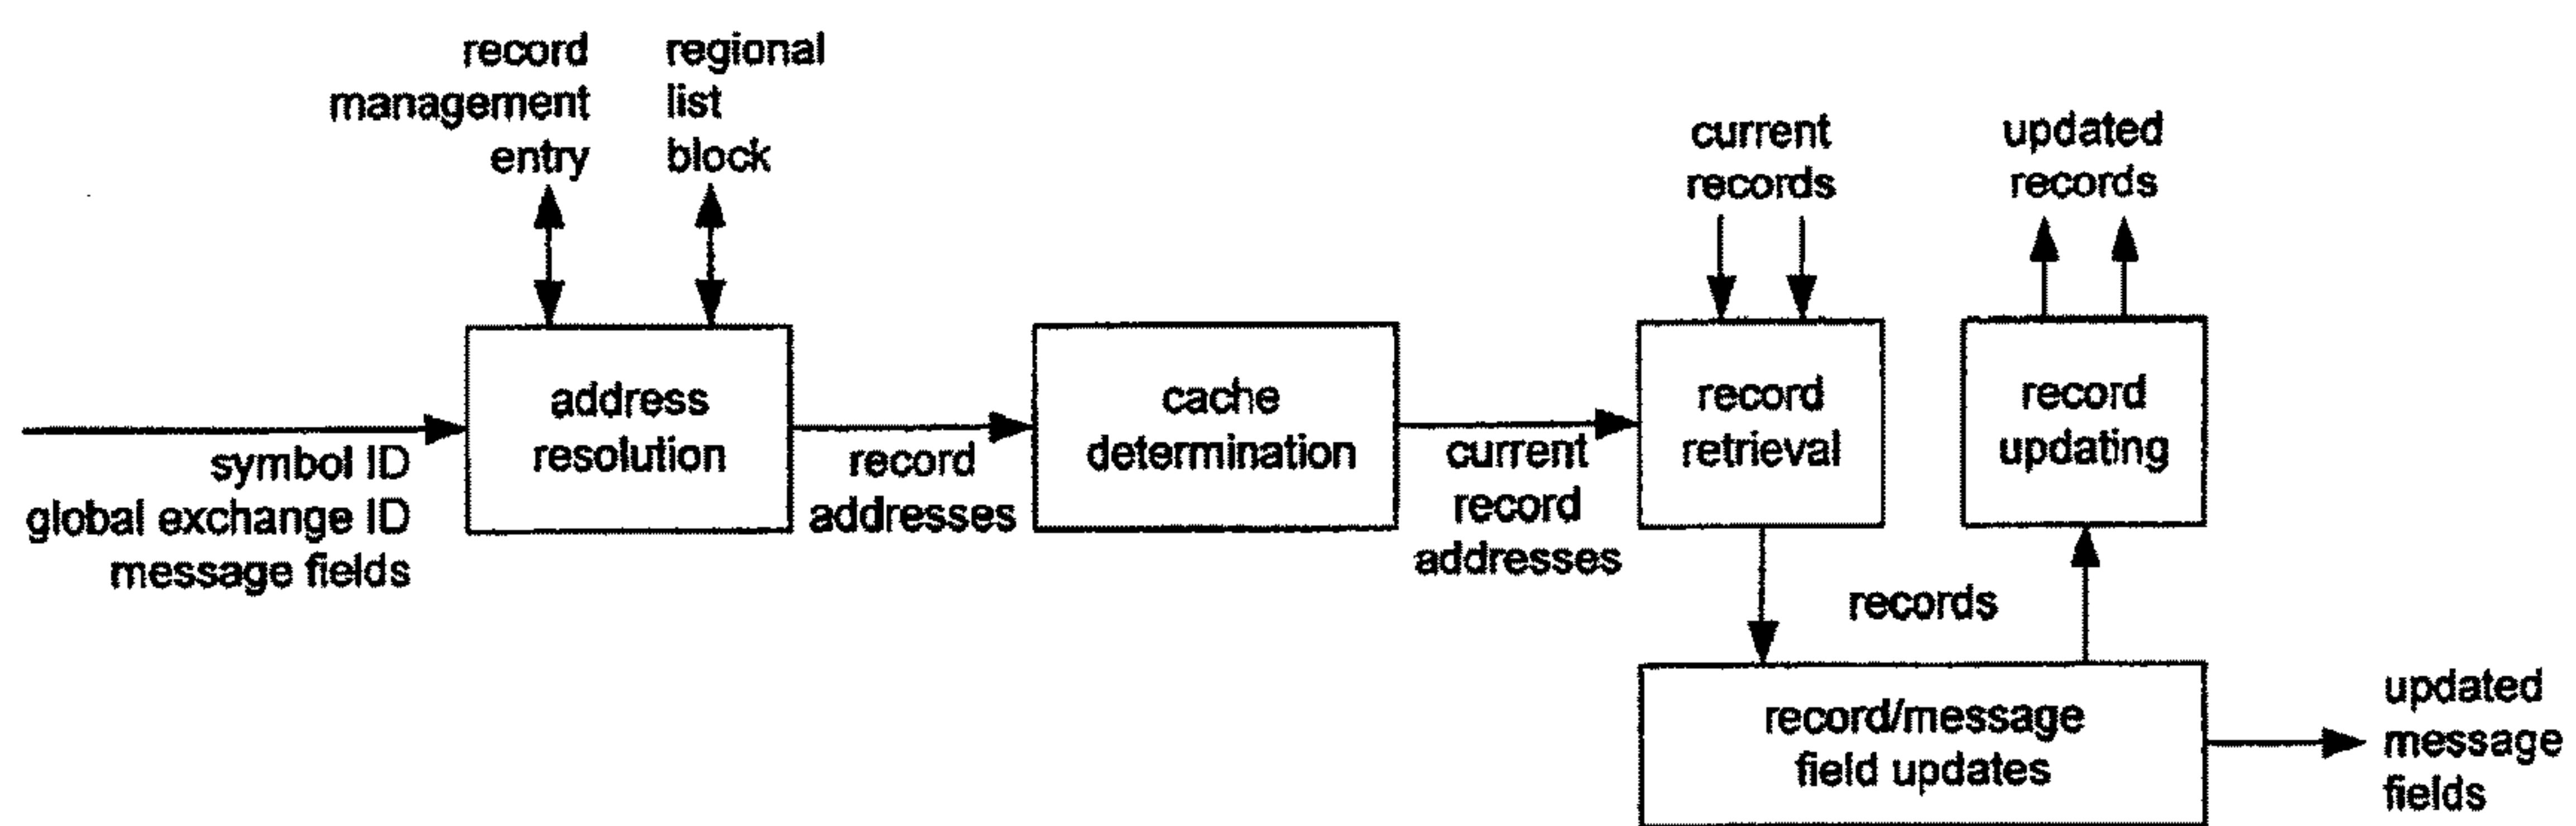 record
management
entry
regional
list
block
current
records
updated
records
symbol ID
global exchange ID
message fields
address
resolution
record
addresses
cache
determination
current
record
addresses
record
retrieval
record
updating
records
record/message
field updates
updated
message
fields